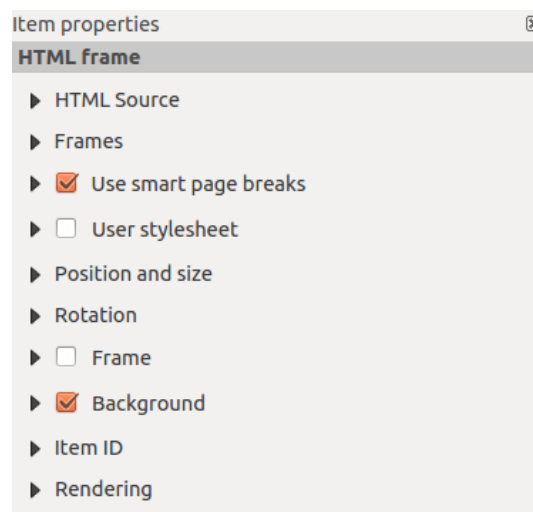 Item properties
HTML frame
HTML Source
Frames
Use smart page breaks
User stylesheet
Position and size
Rotation
Frame
Background
Item ID
Rendering